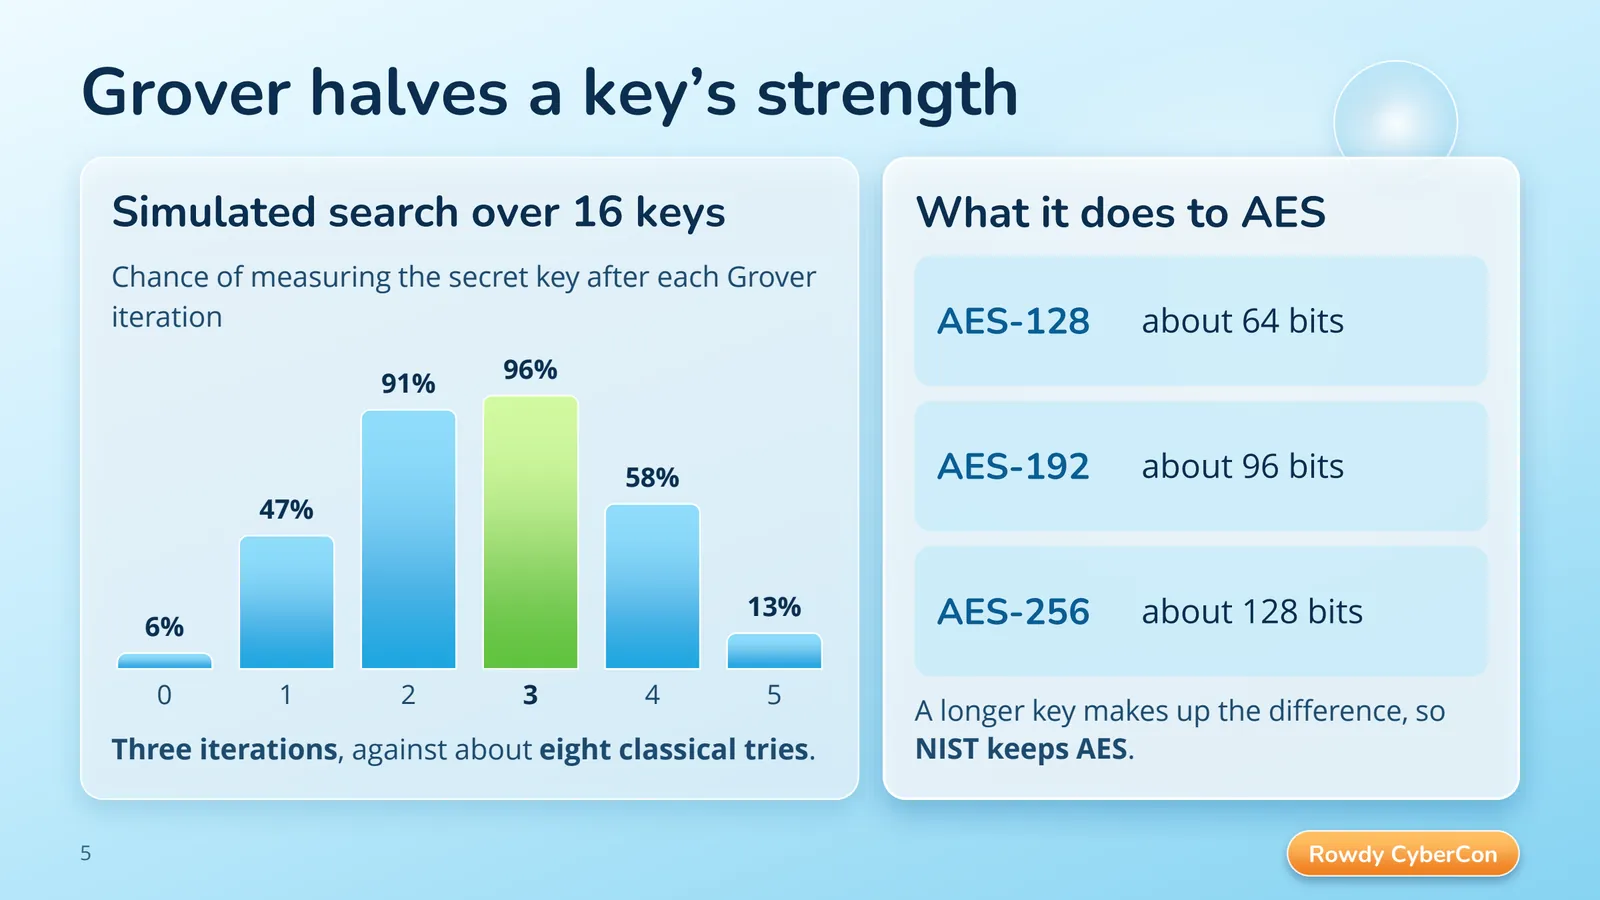 Grover halves a key’s strength
Simulated search over 16 keys
Chance of measuring the secret key after each Grover
iteration
6%
47%
91%
96%
58%
13%
0
1
2
3
4
5
Three iterations, against about eight classical tries.
What it does to AES
AES-128 about 64 bits
AES-192 about 96 bits
AES-256 about 128 bits
A longer key makes up the difference, so
NIST keeps AES.
5
Rowdy CyberCon